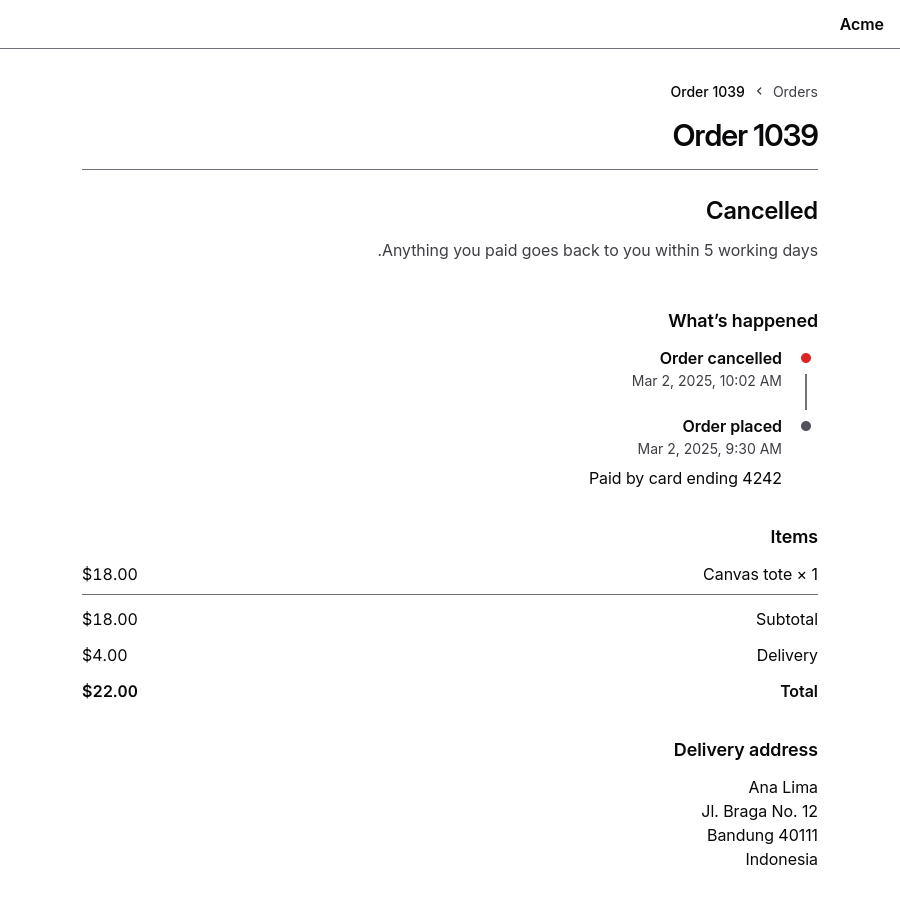 Acme
Orders › Order 1039
Order 1039
Cancelled
Anything you paid goes back to you within 5 working days.
What’s happened
Order cancelled
Mar 2, 2025, 10:02 AM
Order placed
Mar 2, 2025, 9:30 AM
Paid by card ending 4242
Items
Canvas tote × 1 $18.00
Subtotal $18.00
Delivery $4.00
Total $22.00
Delivery address
Ana Lima
Jl. Braga No. 12
Bandung 40111
Indonesia